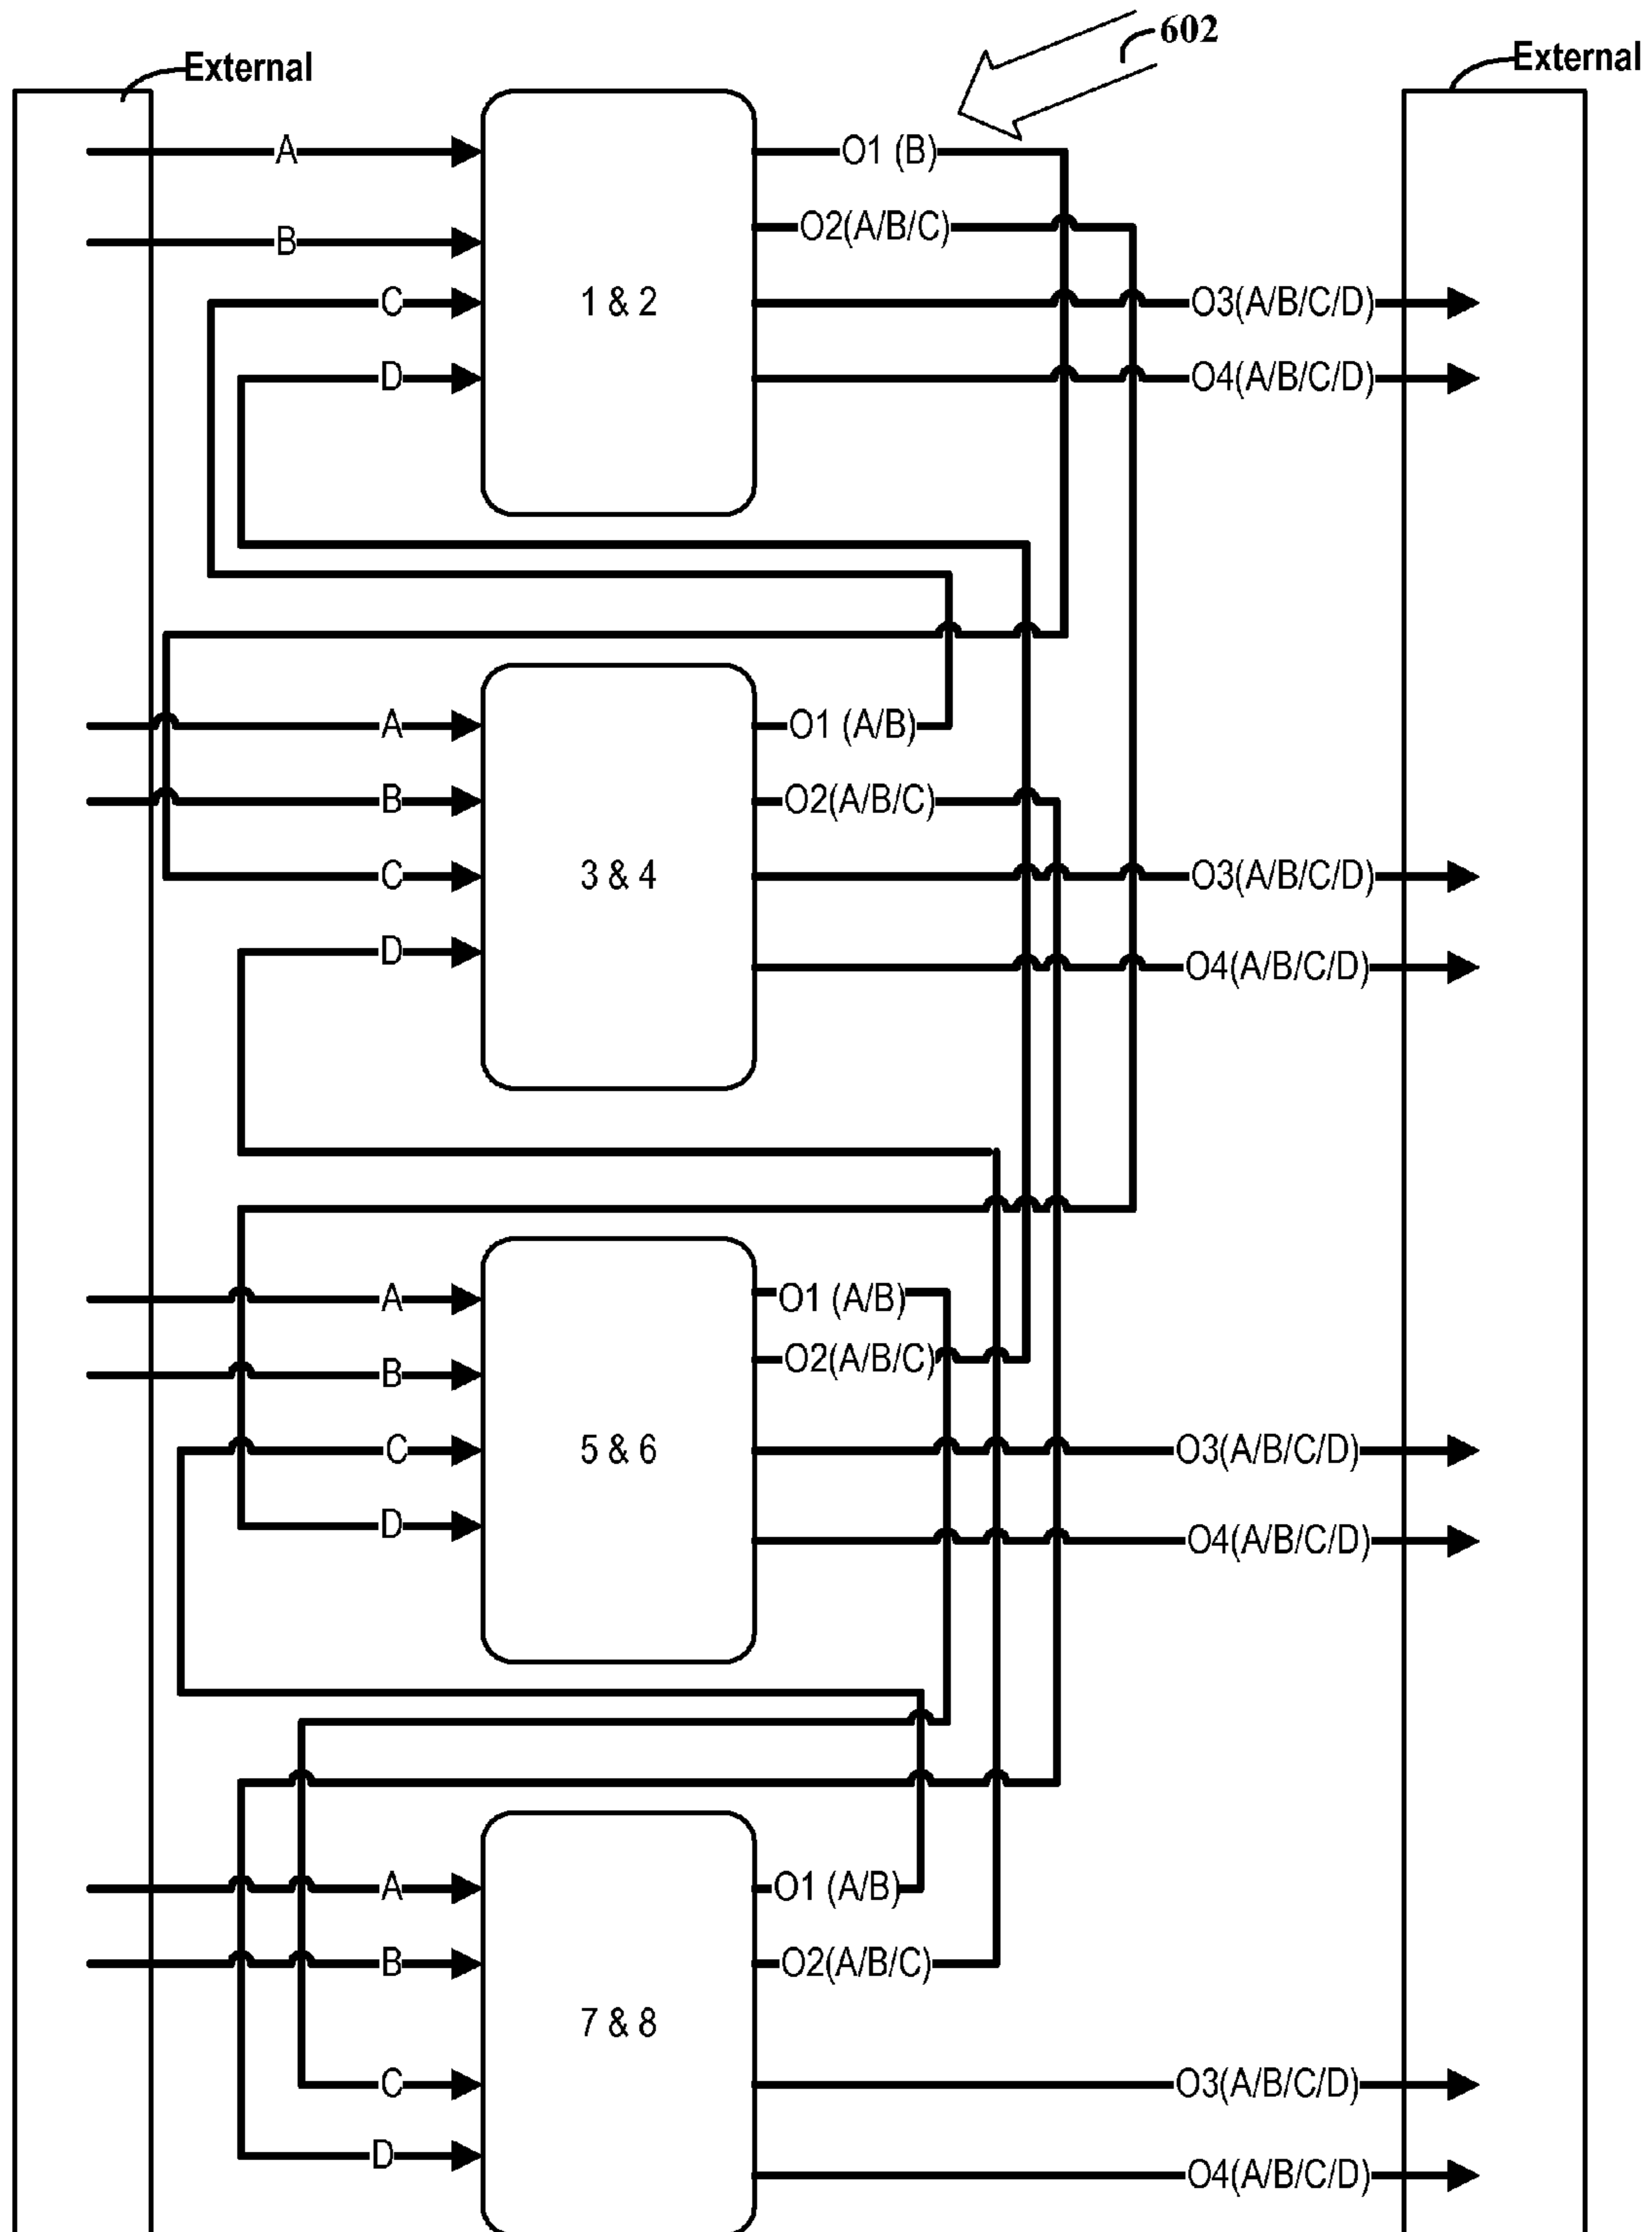 602
External
External
A
O1 (B)
B
O2(A/B/C)
C
1 & 2
O3(A/B/C/D)
D
O4(A/B/C/D)
A
O1 (A/B)
B
O2(A/B/C)
C
3 & 4
O3(A/B/C/D)
D
O4(A/B/C/D)
A
O1 (A/B)
B
O2(A/B/C)
C
5 & 6
O3(A/B/C/D)
D
O4(A/B/C/D)
A
O1 (A/B)
B
O2(A/B/C)
7 & 8
C
O3(A/B/C/D)
D
O4(A/B/C/D)